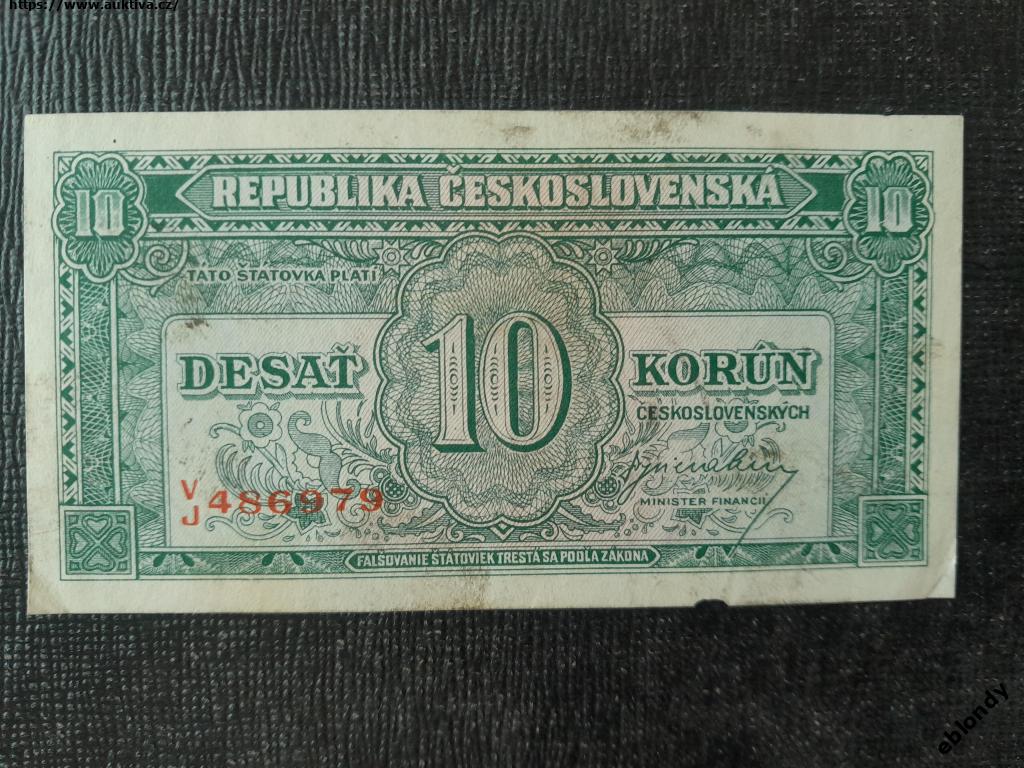 https://www.auktiva.cz/
10 REPUBLIKA ČESKOSLOVENSKÁ 10
TÁTO ŠTÁTOVKA PLATÍ
DESAŤ 10 KORÚN
ČESKOSLOVENSKÝCH
V/J 486979
MINISTER FINANCIÍ
FALŠOVANIE ŠTÁTOVIEK TRESTÁ SA PODĽA ZÁKONA
eblondy